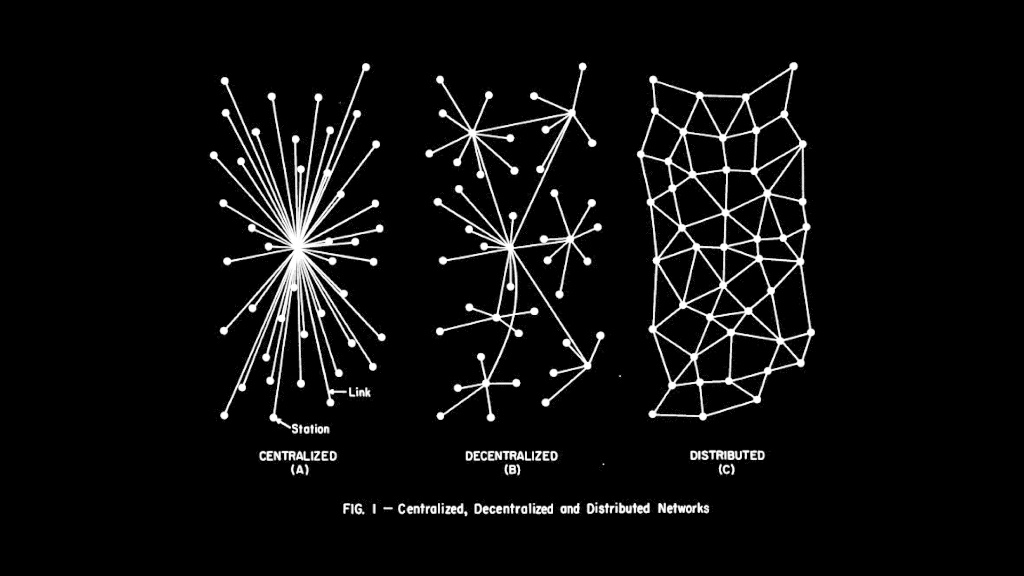 Link
Station
CENTRALIZED
(A)
DECENTRALIZED
(B)
DISTRIBUTED
(C)
FIG. I — Centralized, Decentralized and Distributed Networks